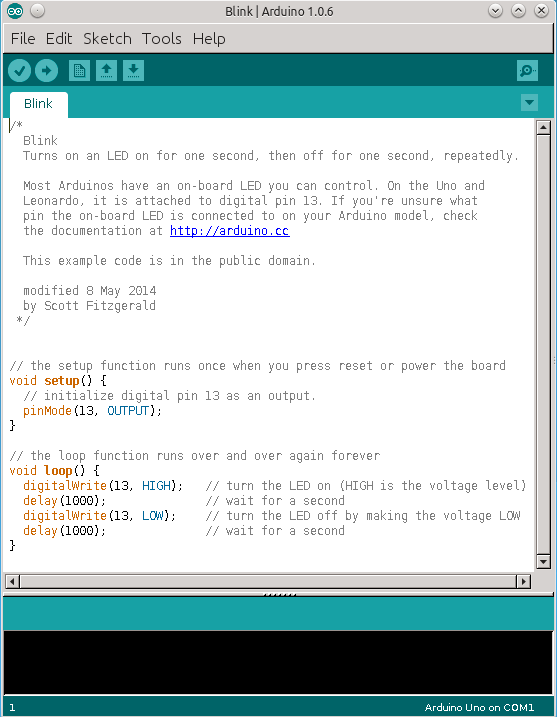 Blink | Arduino 1.0.6
File Edit Sketch Tools Help
Blink
/*
  Blink
  Turns on an LED on for one second, then off for one second, repeatedly.

  Most Arduinos have an on-board LED you can control. On the Uno and
  Leonardo, it is attached to digital pin 13. If you're unsure what
  pin the on-board LED is connected to on your Arduino model, check
  the documentation at http://arduino.cc

  This example code is in the public domain.

  modified 8 May 2014
  by Scott Fitzgerald
 */

// the setup function runs once when you press reset or power the board
void setup() {
  // initialize digital pin 13 as an output.
  pinMode(13, OUTPUT);
}

// the loop function runs over and over again forever
void loop() {
  digitalWrite(13, HIGH);   // turn the LED on (HIGH is the voltage level)
  delay(1000);              // wait for a second
  digitalWrite(13, LOW);    // turn the LED off by making the voltage LOW
  delay(1000);              // wait for a second
}
1
Arduino Uno on COM1